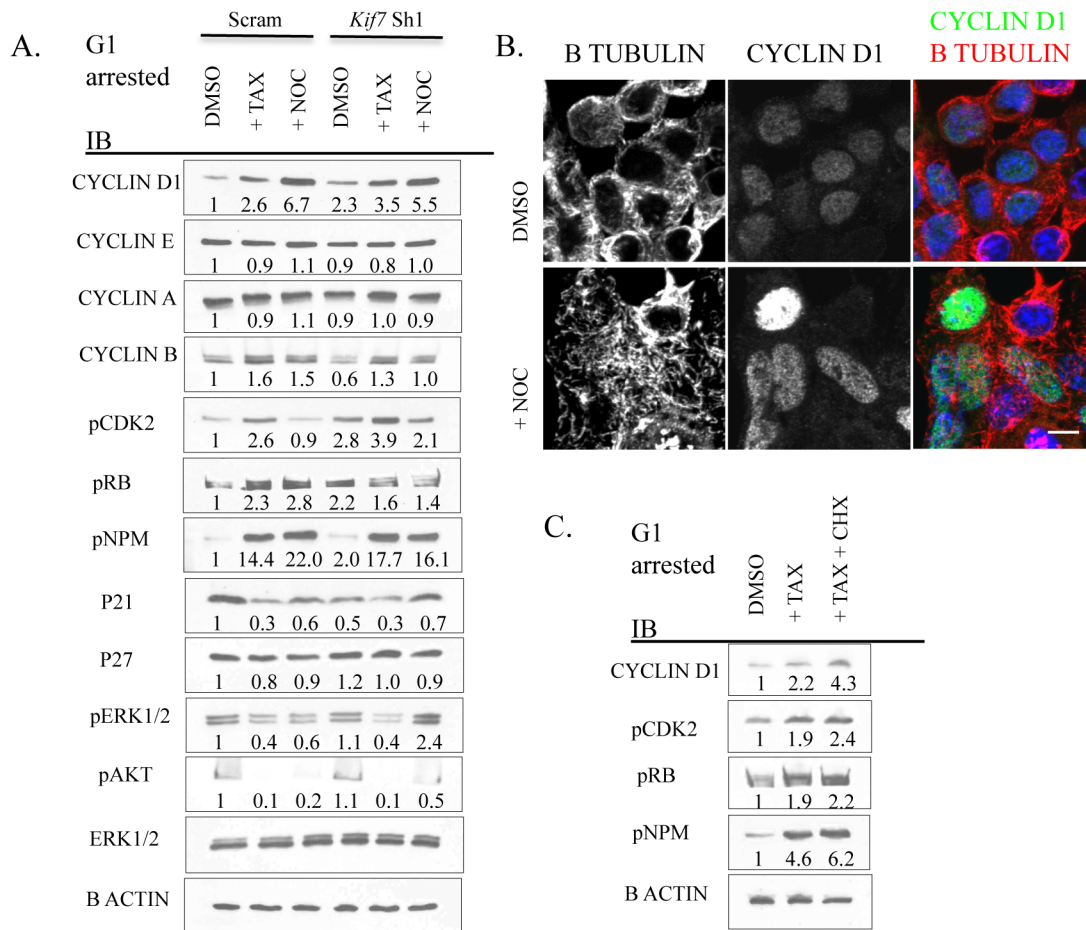 A.
G1
arrested
Scram
Kif7 Sh1
DMSO
+ TAX
+ NOC
DMSO
+ TAX
+ NOC
IB
CYCLIN D1
1 2.6 6.7 2.3 3.5 5.5
CYCLIN E
1 0.9 1.1 0.9 0.8 1.0
CYCLIN A
1 0.9 1.1 0.9 1.0 0.9
CYCLIN B
1 1.6 1.5 0.6 1.3 1.0
pCDK2
1 2.6 0.9 2.8 3.9 2.1
pRB
1 2.3 2.8 2.2 1.6 1.4
pNPM
1 14.4 22.0 2.0 17.7 16.1
P21
1 0.3 0.6 0.5 0.3 0.7
P27
1 0.8 0.9 1.2 1.0 0.9
pERK1/2
1 0.4 0.6 1.1 0.4 2.4
pAKT
1 0.1 0.2 1.1 0.1 0.5
ERK1/2
B ACTIN
B.
B TUBULIN
CYCLIN D1
CYCLIN D1
B TUBULIN
DMSO
+ NOC
C.
G1
arrested
DMSO
+ TAX
+ TAX + CHX
IB
CYCLIN D1
1 2.2 4.3
pCDK2
1 1.9 2.4
pRB
1 1.9 2.2
pNPM
1 4.6 6.2
B ACTIN